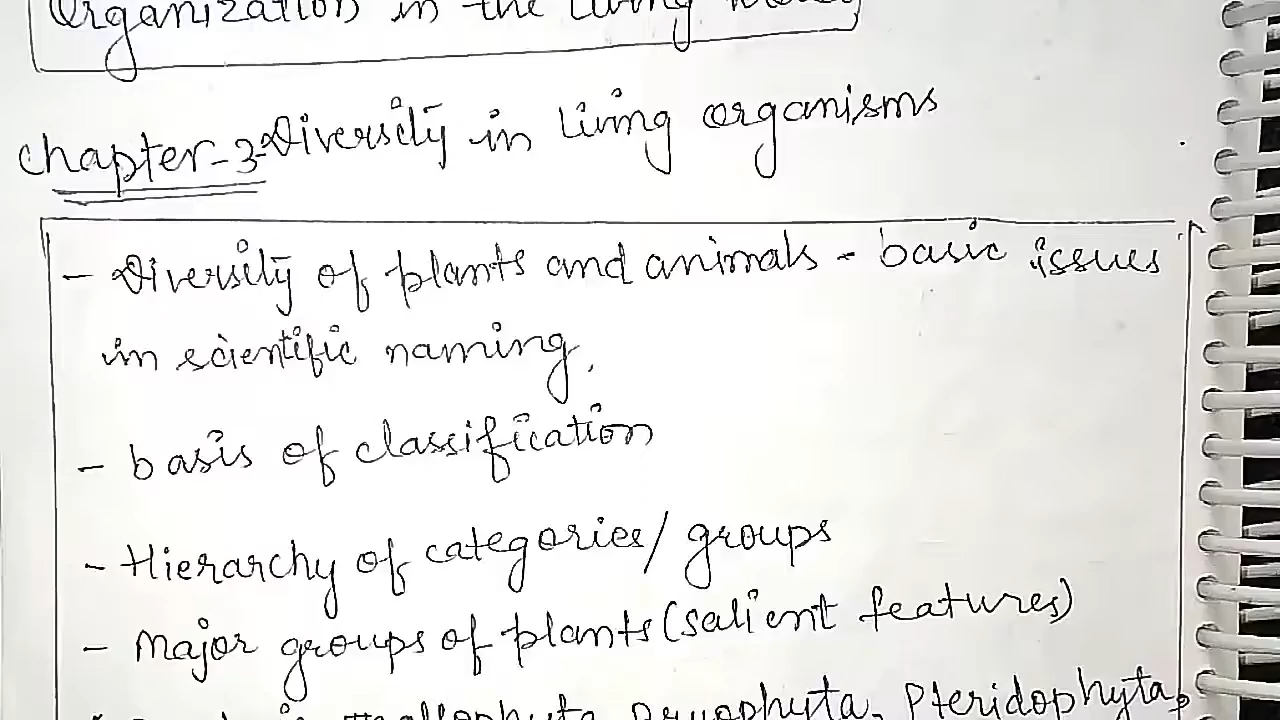 Organization in the Living
chapter-3-Diversity in Living organisms
- Diversity of plants and animals - basic issues
in scientific naming.
- basis of classification
- Hierarchy of categories/groups
- Major groups of plants (salient features)
Pteridophyta,